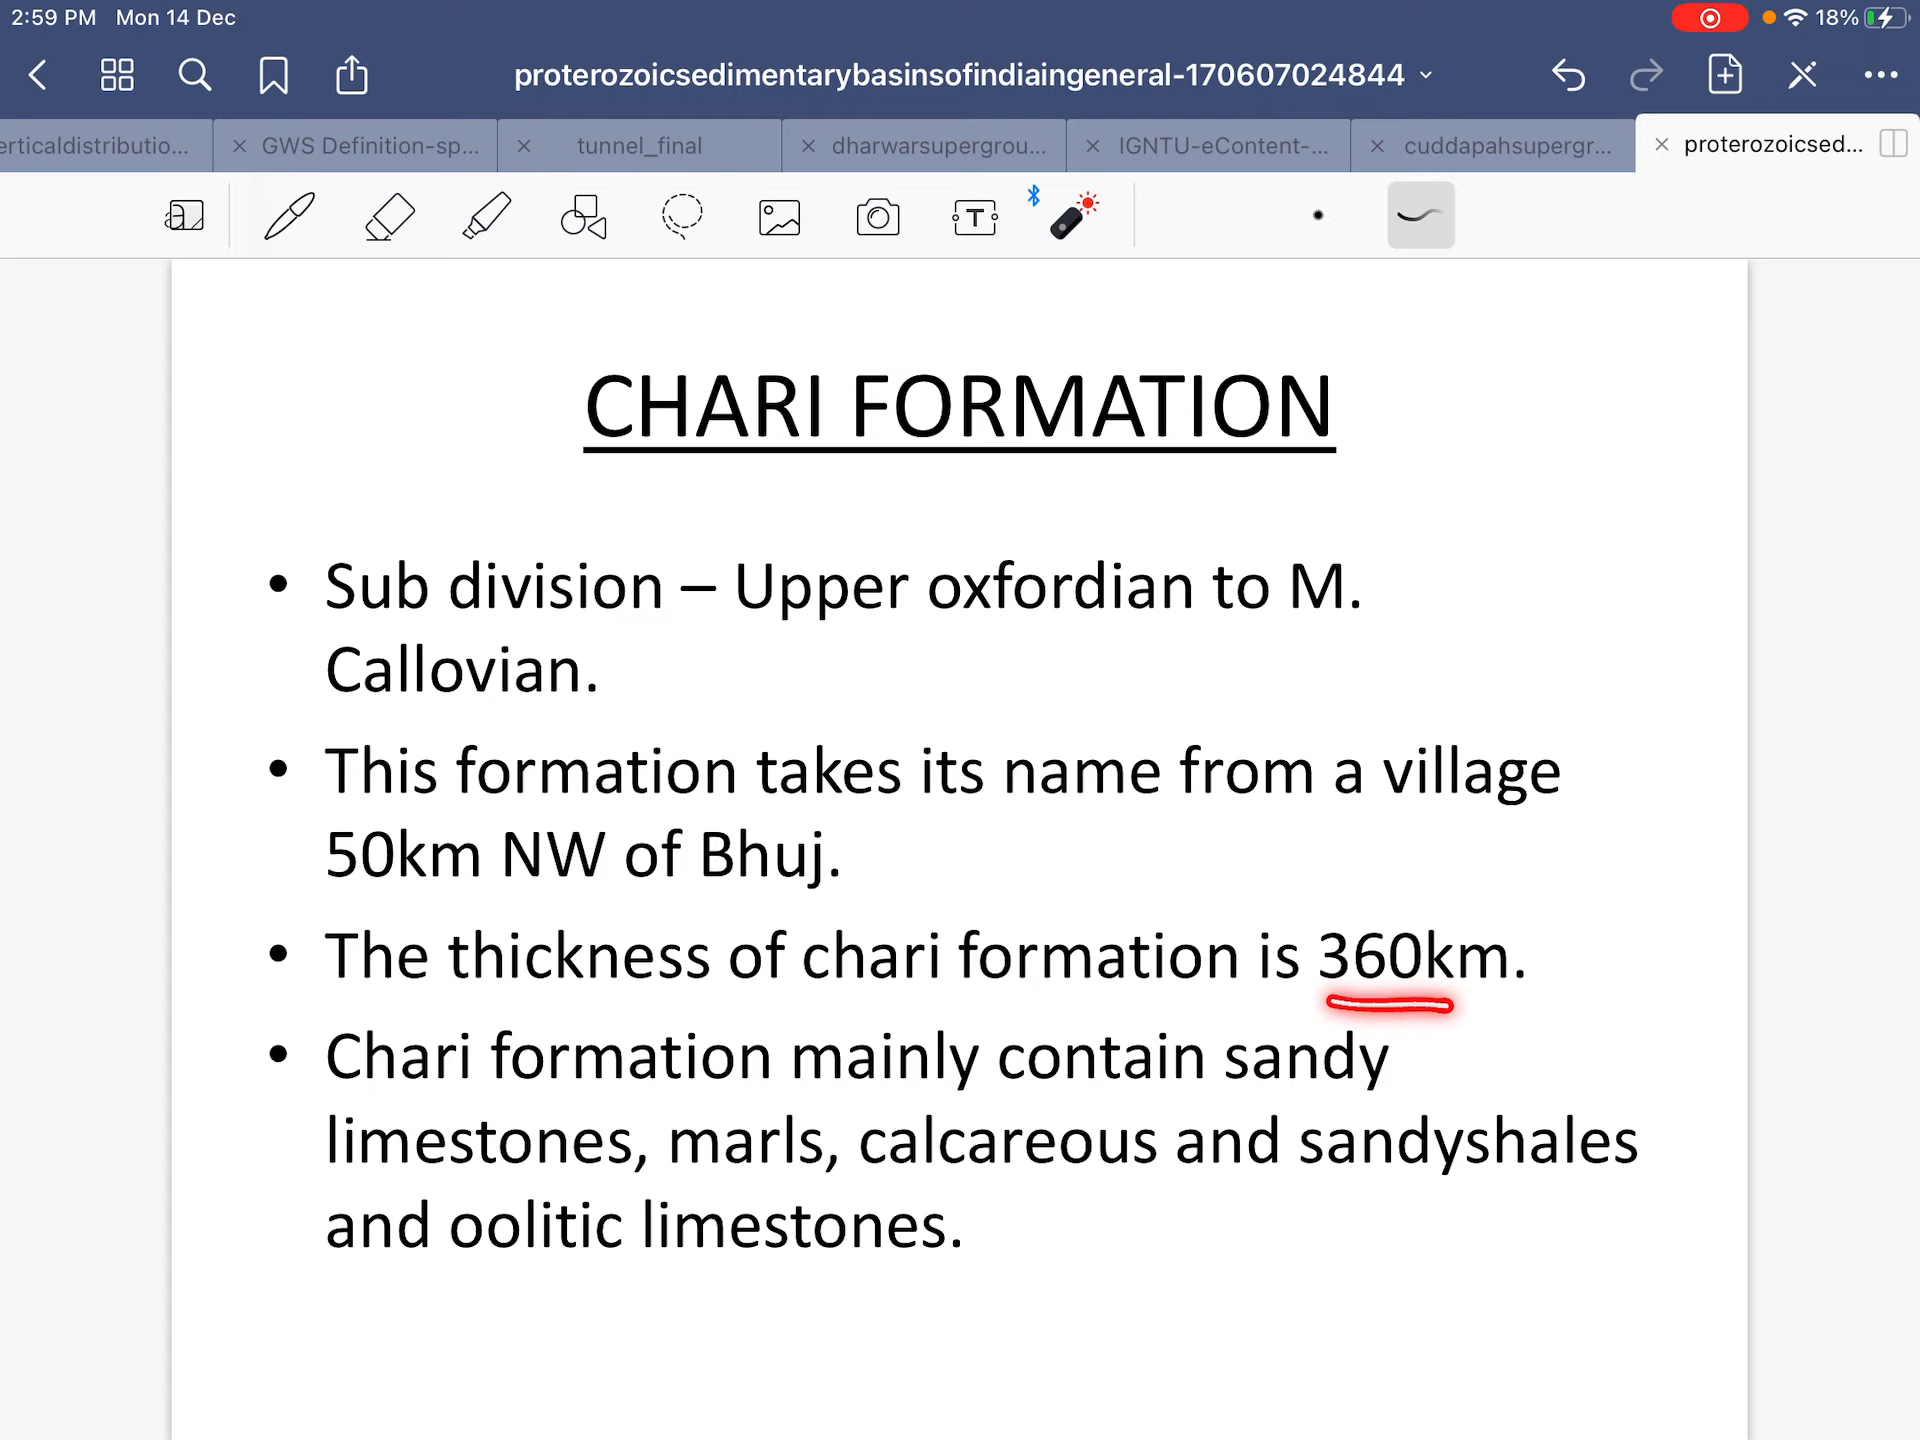 2:59 PM Mon 14 Dec
18%
proterozoicsedimentarybasinsofindiaingeneral-170607024844
erticaldistributio...
GWS Definition-sp...
tunnel_final
dharwarsupergrou...
IGNTU-eContent-...
cuddapahsupergr...
proterozoicsed...
CHARI FORMATION
• Sub division – Upper oxfordian to M.
Callovian.
• This formation takes its name from a village
50km NW of Bhuj.
• The thickness of chari formation is 360km.
• Chari formation mainly contain sandy
limestones, marls, calcareous and sandyshales
and oolitic limestones.